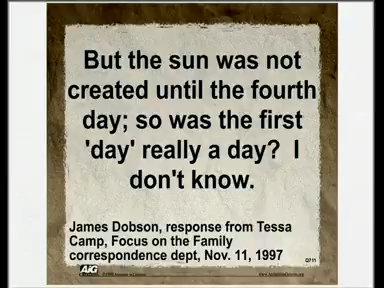 But the sun was not
created until the fourth
day; so was the first
'day' really a day? I
don't know.
James Dobson, response from Tessa
Camp, Focus on the Family
correspondence dept, Nov. 11, 1997
AiG